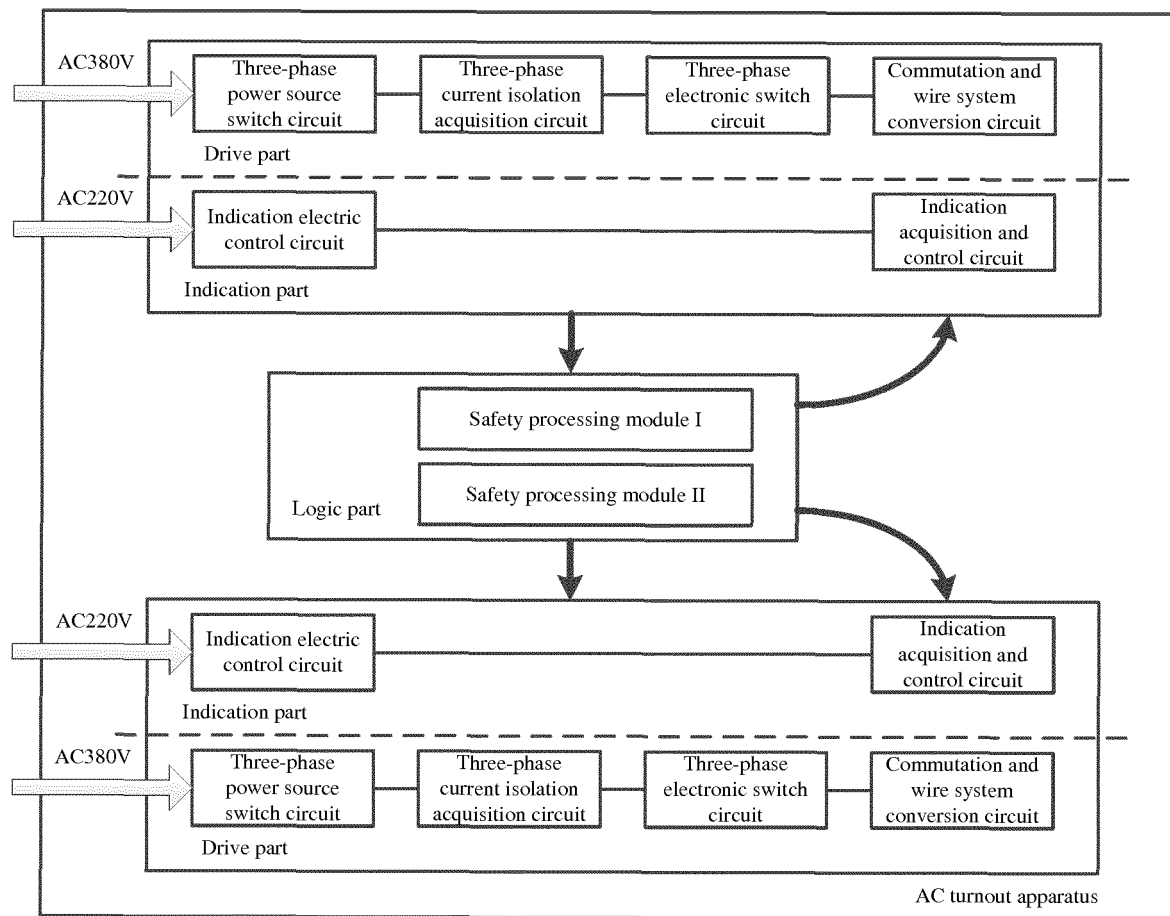 AC380V
Three-phase
power source
switch circuit
Three-phase
current isolation
acquisition circuit
Three-phase
electronic switch
circuit
Commutation and
wire system
conversion circuit
Drive part
AC220V
Indication electric
control circuit
Indication
acquisition and
control circuit
Indication part
Safety processing module I
Safety processing module II
Logic part
AC220V
Indication electric
control circuit
Indication
acquisition and
control circuit
Indication part
AC380V
Three-phase
power source
switch circuit
Three-phase
current isolation
acquisition circuit
Three-phase
electronic switch
circuit
Commutation and
wire system
conversion circuit
Drive part
AC turnout apparatus